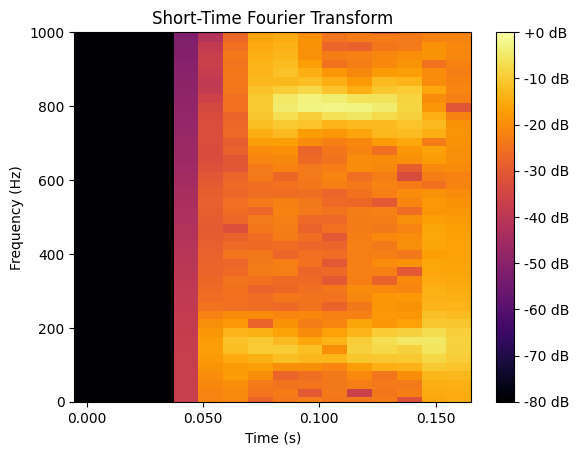 Short-Time Fourier Transform
1000
800
600
400
200
0
Frequency (Hz)
0.000
0.050
0.100
0.150
Time (s)
+0 dB
-10 dB
-20 dB
-30 dB
-40 dB
-50 dB
-60 dB
-70 dB
-80 dB